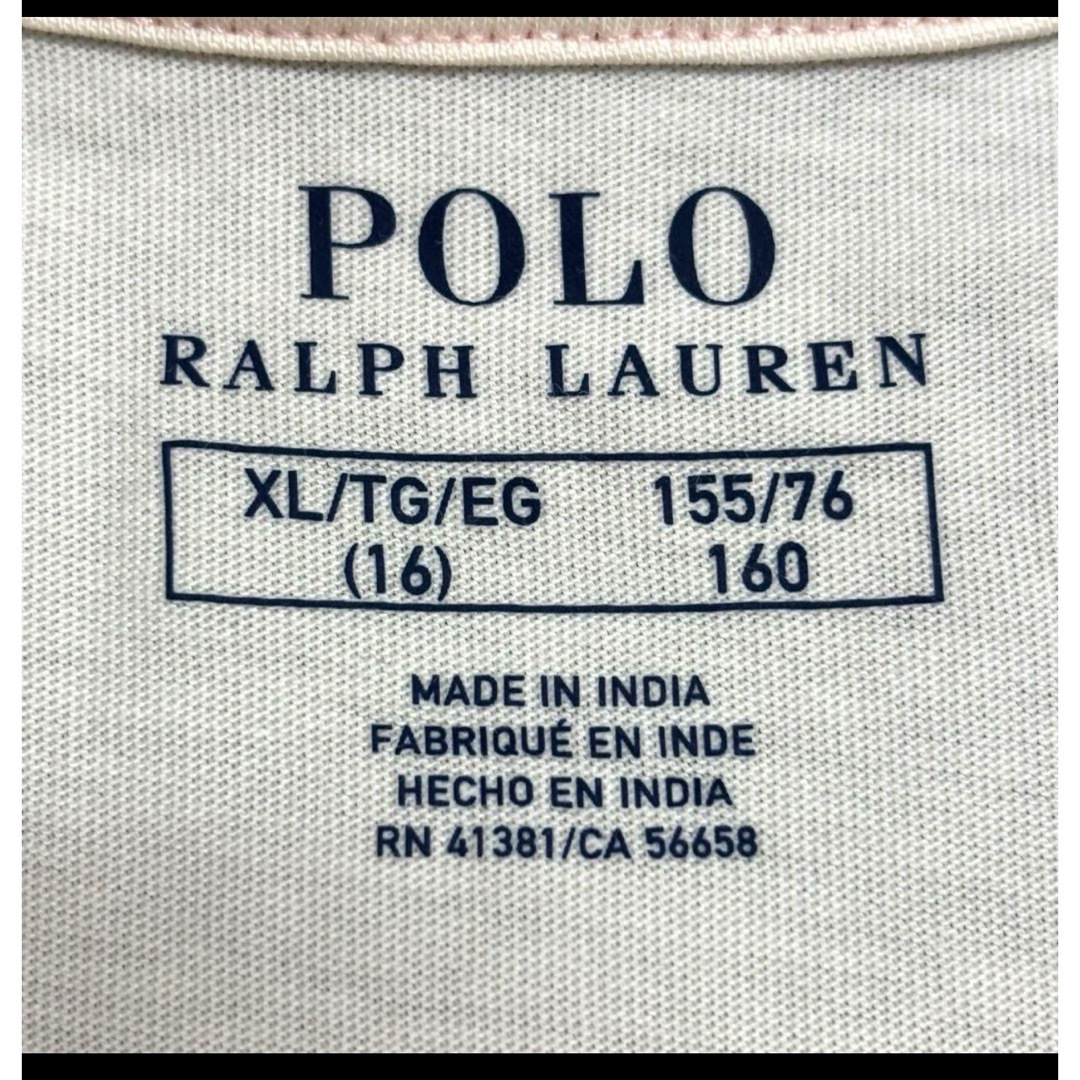 POLO
RALPH LAUREN
XL/TG/EG 155/76
(16) 160
MADE IN INDIA
FABRIQUÉ EN INDE
HECHO EN INDIA
RN 41381/CA 56658